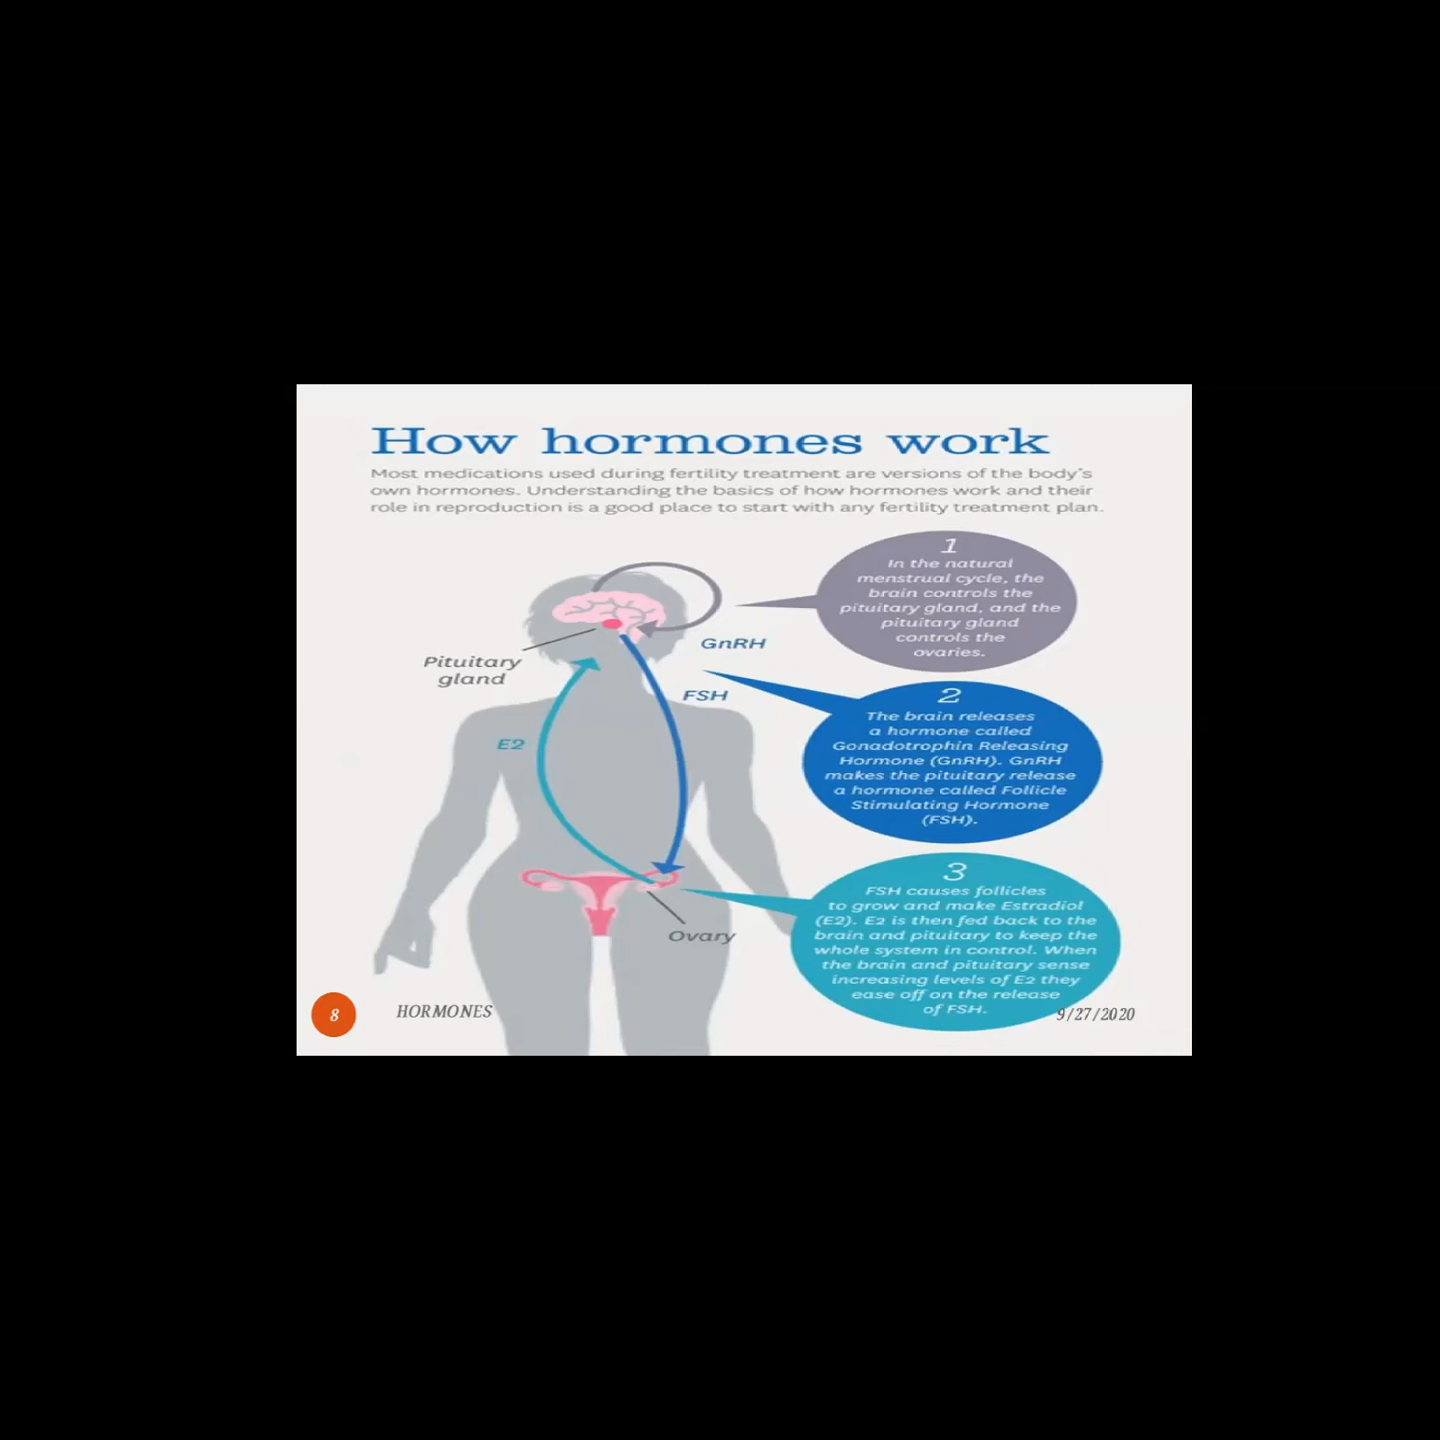 How hormones work
Most medications used during fertility treatment are versions of the body's
own hormones. Understanding the basics of how hormones work and their
role in reproduction is a good place to start with any fertility treatment plan.
1
In the natural
menstrual cycle, the
brain controls the
pituitary gland, and the
pituitary gland
controls the
ovaries.
GnRH
Pituitary
gland
FSH
E2
2
The brain releases
a hormone called
Gonadotrophin Releasing
Hormone (GnRH). GnRH
makes the pituitary release
a hormone called Follicle
Stimulating Hormone
(FSH).
3
FSH causes follicles
to grow and make Estradiol
(E2). E2 is then fed back to the
brain and pituitary to keep the
whole system in control. When
the brain and pituitary sense
increasing levels of E2 they
ease off on the release
of FSH.
Ovary
8
HORMONES
9/27/2020